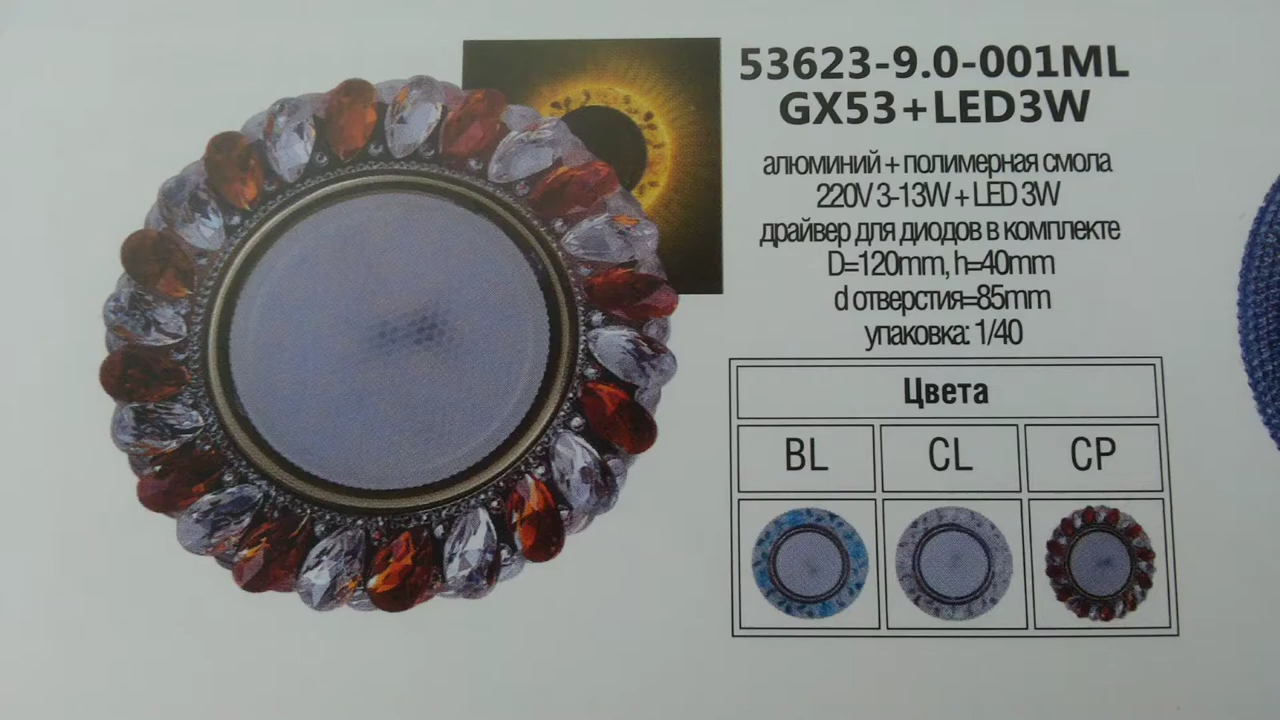 53623-9.0-001ML
GX53+LED3W
алюминий + полимерная смола
220V 3-13W + LED 3W
драйвер для диодов в комплекте
D=120mm, h=40mm
d отверстия=85mm
упаковка: 1/40
Цвета
BL CL CP